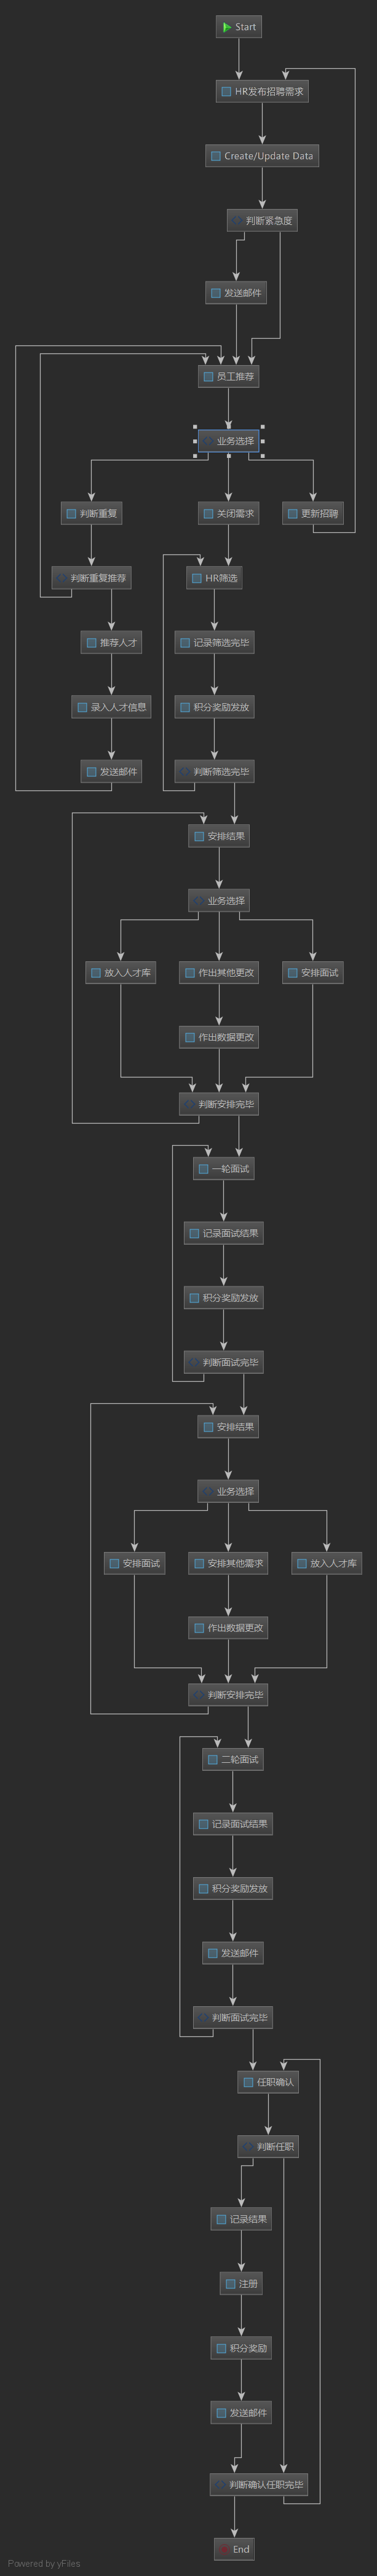 Start
HR发布招聘需求
Create/Update Data
判断紧急度
发送邮件
员工推荐
业务选择
判断重复
关闭需求
更新招聘
判断重复推荐
HR筛选
推荐人才
记录筛选完毕
录入人才信息
积分奖励发放
发送邮件
判断筛选完毕
安排结果
业务选择
放入人才库
作出其他更改
安排面试
作出数据更改
判断安排完毕
一轮面试
记录面试结果
积分奖励发放
判断面试完毕
安排结果
业务选择
安排面试
安排其他需求
放入人才库
作出数据更改
判断安排完毕
二轮面试
记录面试结果
积分奖励发放
发送邮件
判断面试完毕
任职确认
判断任职
记录结果
注册
积分奖励
发送邮件
判断确认任职完毕
End
Powered by yFiles